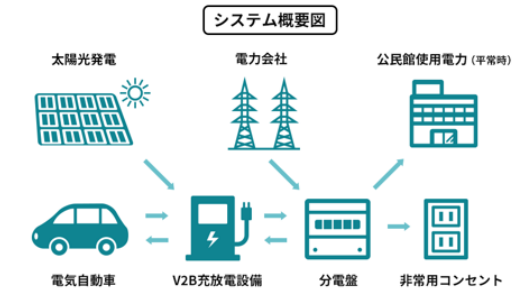 システム概要図
太陽光発電
電力会社
公民館使用電力(平常時)
電気自動車
V2B充放電設備
分電盤
非常用コンセント